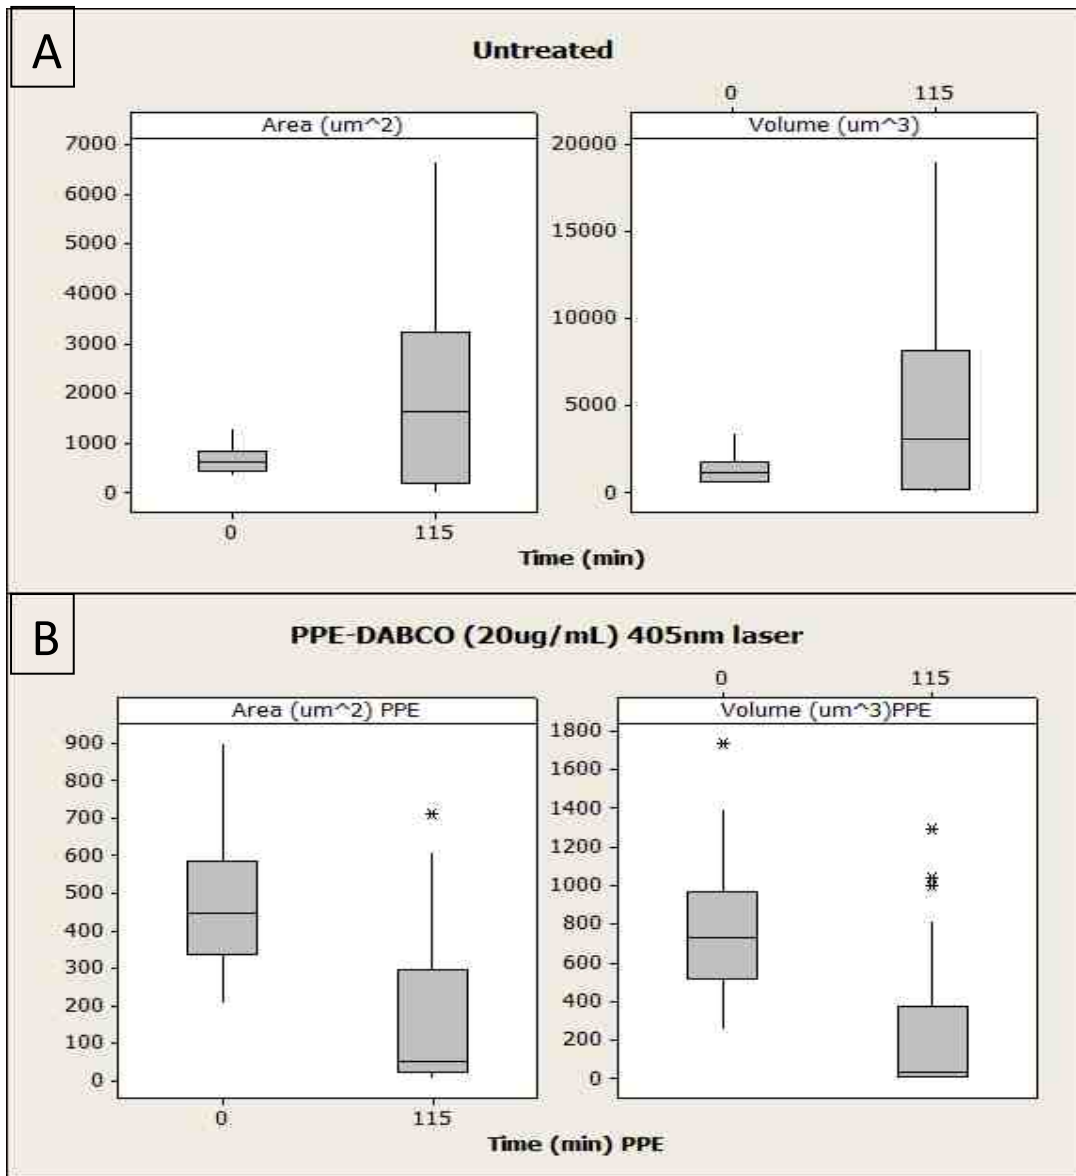 A
Untreated
0 115
Area (um^2) Volume (um^3)
7000 20000
6000
5000 15000
4000
10000
3000
2000 5000
1000
0 0
0 115
Time (min)
B
PPE-DABCO (20ug/mL) 405nm laser
0 115
Area (um^2) PPE Volume (um^3)PPE
900 1800
800 1600
700 1400
600 1200
500 1000
400 800
300 600
200 400
100 200
0 0
0 115
Time (min) PPE